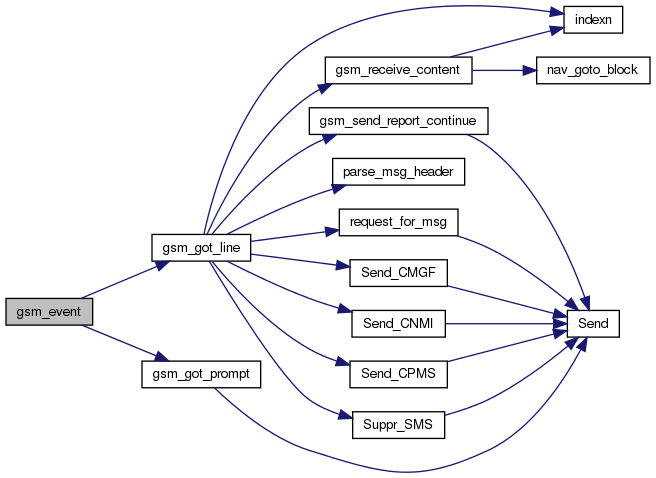 indexn
gsm_receive_content
nav_goto_block
gsm_send_report_continue
parse_msg_header
request_for_msg
gsm_got_line
Send_CMGF
gsm_event
Send_CNMI
Send
gsm_got_prompt
Send_CPMS
Suppr_SMS